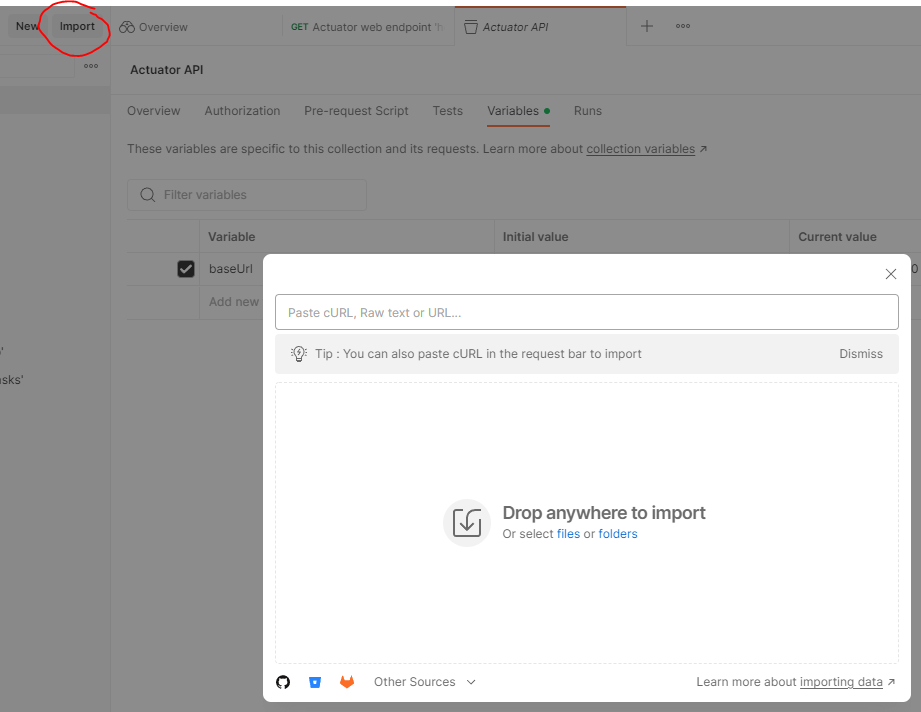 New Import Overview GET Actuator web endpoint 'h Actuator API
Actuator API
Overview Authorization Pre-request Script Tests Variables Runs
These variables are specific to this collection and its requests. Learn more about collection variables ↗
Filter variables
Variable Initial value Current value
baseUrl 0
Add new
Paste cURL, Raw text or URL...
Tip : You can also paste cURL in the request bar to import Dismiss
'
asks'
Drop anywhere to import
Or select files or folders
Other Sources Learn more about importing data ↗